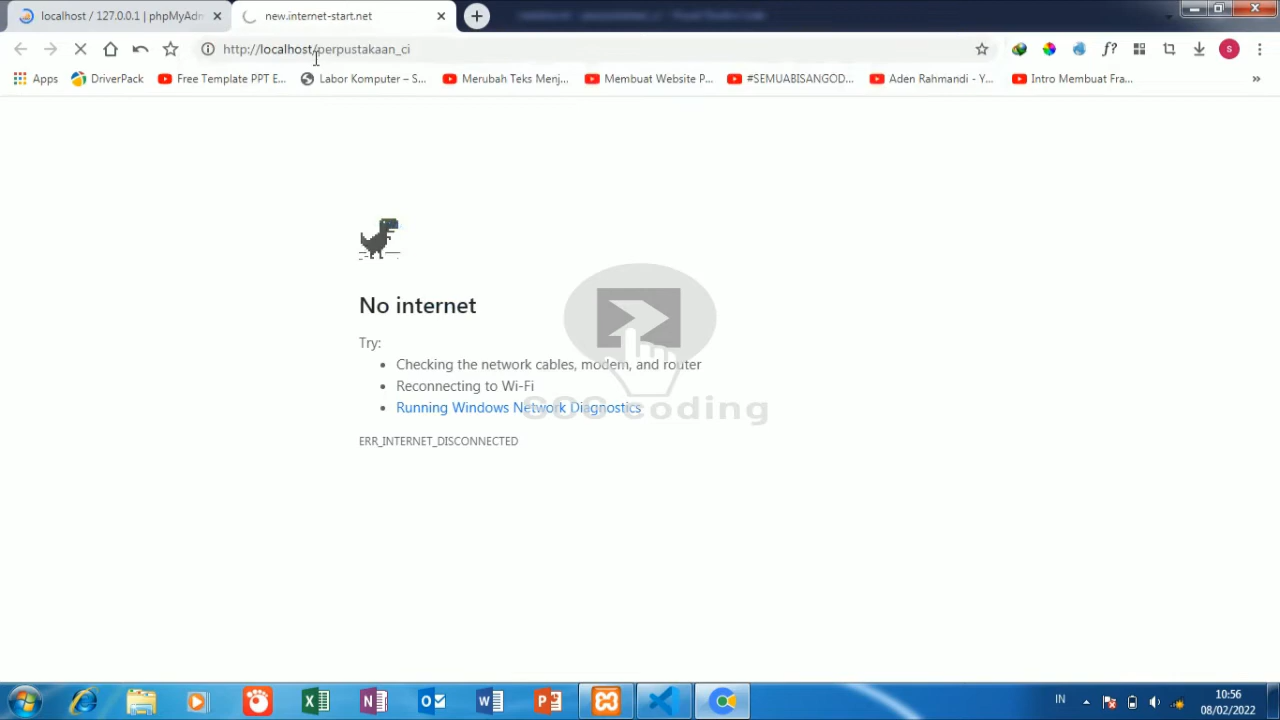 localhost / 127.0.0.1 | phpMyAdn
new.internet-start.net
http://localhost/perpustakaan_ci
f?
s
Apps
DriverPack
Free Template PPT E...
Labor Komputer – S...
Merubah Teks Menj...
Membuat Website P...
#SEMUABISANGOD...
Aden Rahmandi - Y...
Intro Membuat Fra...
»
No internet
Try:
• Checking the network cables, modem, and router
• Reconnecting to Wi-Fi
• Running Windows Network Diagnostics
SCS coding
ERR_INTERNET_DISCONNECTED
IN
10:56
08/02/2022